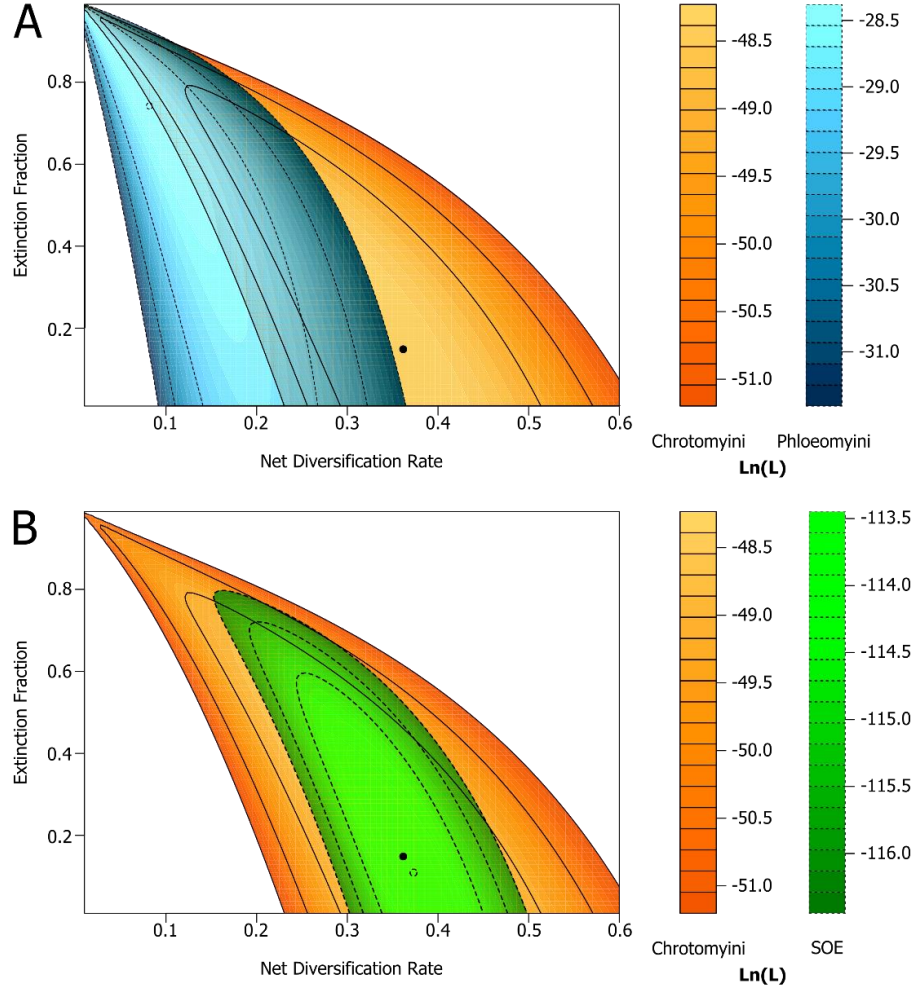 A
Extinction Fraction
0.8
0.6
0.4
0.2
0.1 0.2 0.3 0.4 0.5 0.6
Net Diversification Rate
-48.5
-49.0
-49.5
-50.0
-50.5
-51.0
-28.5
-29.0
-29.5
-30.0
-30.5
-31.0
Chrotomyini Phloeomyini
Ln(L)
B
Extinction Fraction
0.8
0.6
0.4
0.2
0.1 0.2 0.3 0.4 0.5 0.6
Net Diversification Rate
-48.5
-49.0
-49.5
-50.0
-50.5
-51.0
-113.5
-114.0
-114.5
-115.0
-115.5
-116.0
Chrotomyini SOE
Ln(L)